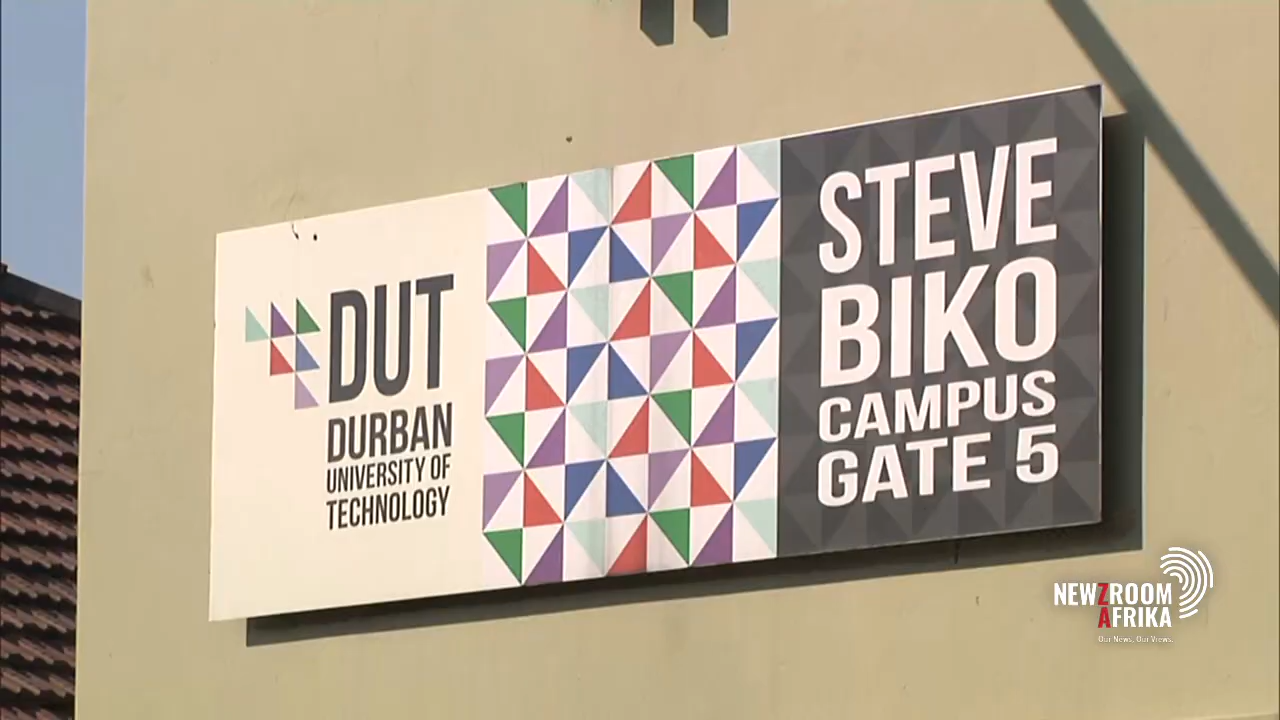 DUT
DURBAN
UNIVERSITY OF
TECHNOLOGY
STEVE
BIKO
CAMPUS
GATE 5
NEWZROOM
AFRIKA
Our News, Our Views.